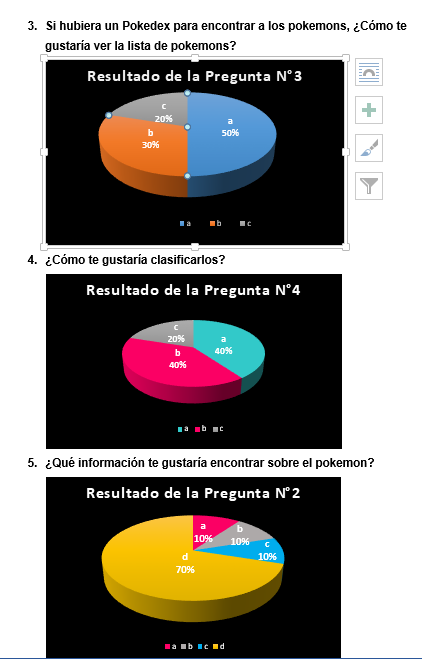 3. Si hubiera un Pokedex para encontrar a los pokemons, ¿Cómo te
gustaría ver la lista de pokemons?
Resultado de la Pregunta N°3
c
20%
a
50%
b
30%
a b c
4. ¿Cómo te gustaría clasificarlos?
Resultado de la Pregunta N°4
c
20%
a
40%
b
40%
a b c
5. ¿Qué información te gustaría encontrar sobre el pokemon?
Resultado de la Pregunta N°2
a
10%
b
10%
c
10%
d
70%
a b c d